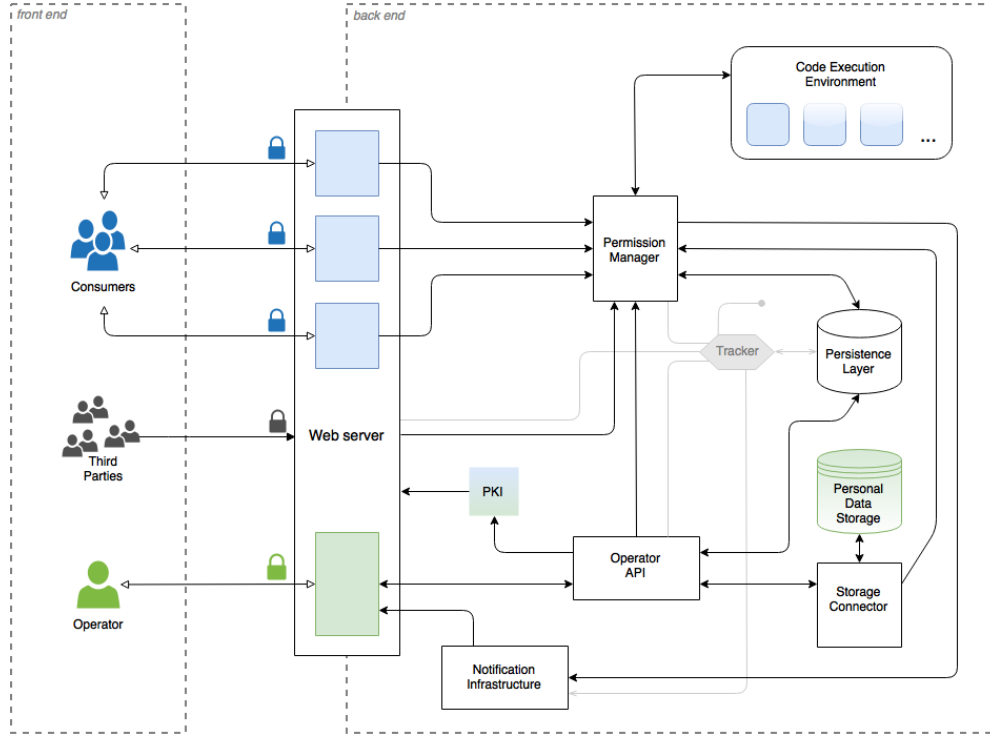 front end
back end
Code Execution
Environment
...
Permission
Manager
Consumers
Tracker
Persistence
Layer
Web server
Third
Parties
PKI
Personal
Data
Storage
Operator
API
Storage
Connector
Operator
Notification
Infrastructure